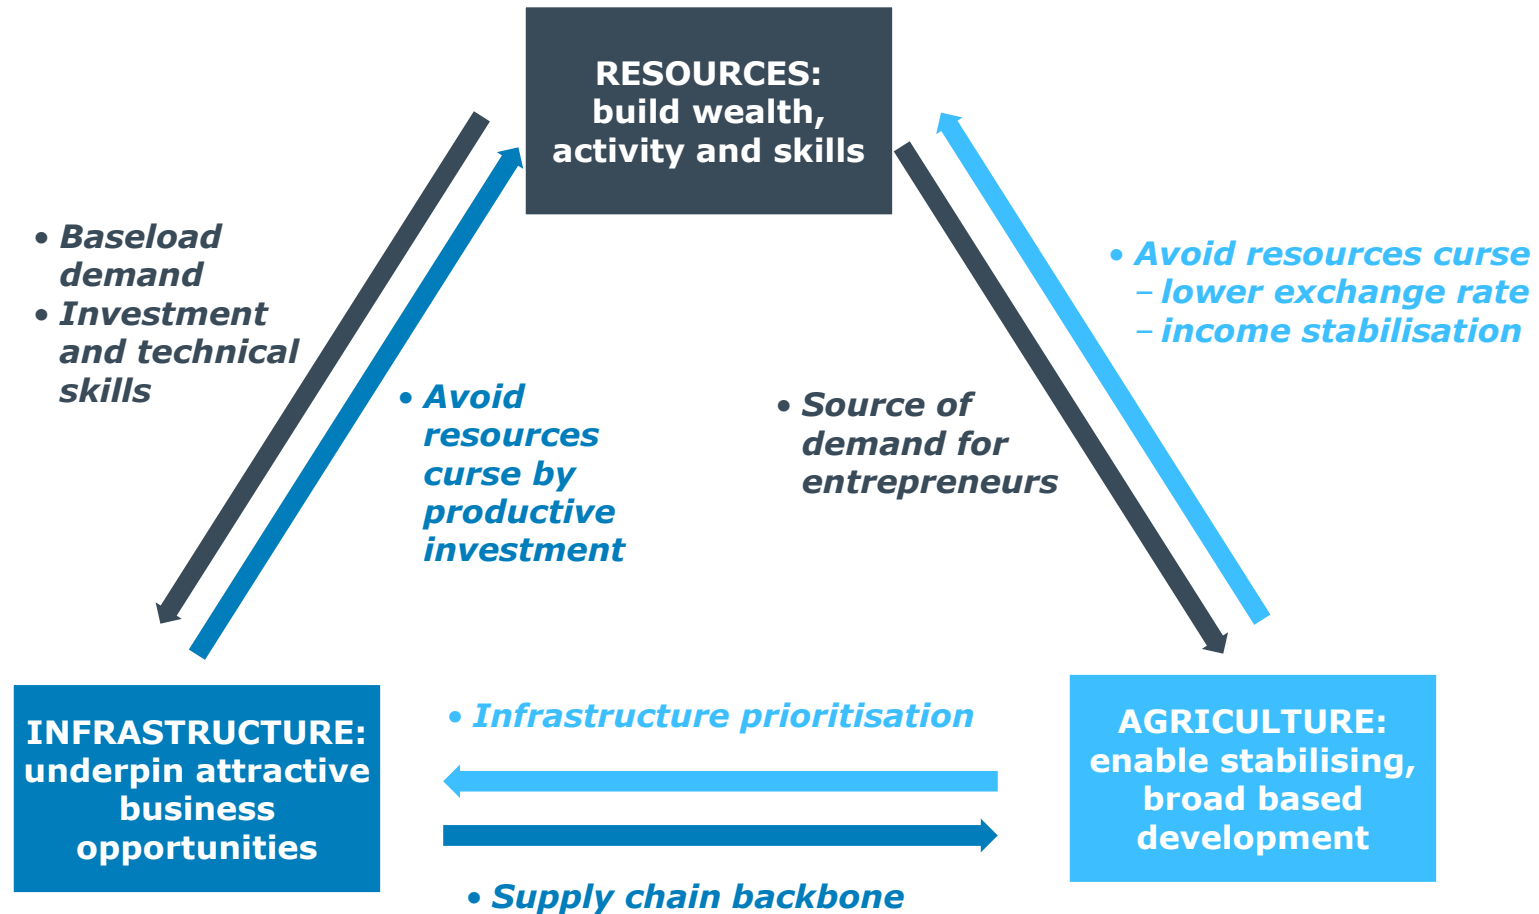 RESOURCES:
build wealth,
activity and skills
• Baseload
demand
• Investment
and technical
skills
• Avoid
resources
curse by
productive
investment
• Source of
demand for
entrepreneurs
• Avoid resources curse
– lower exchange rate
– income stabilisation
INFRASTRUCTURE:
underpin attractive
business
opportunities
• Infrastructure prioritisation
• Supply chain backbone
AGRICULTURE:
enable stabilising,
broad based
development